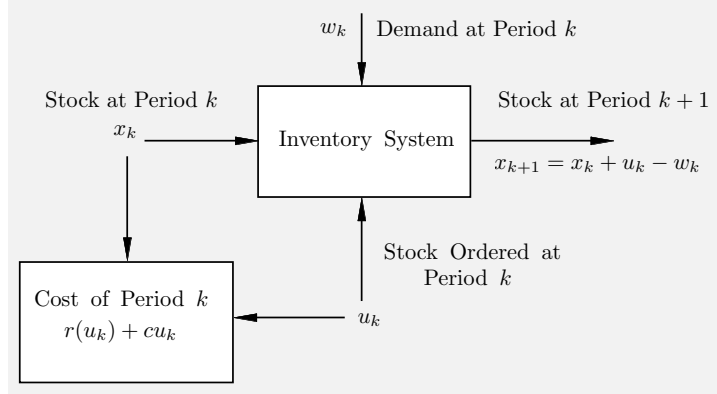 w_k Demand at Period k
Stock at Period k
Stock at Period k + 1
x_k
Inventory System
x_{k+1} = x_k + u_k − w_k
Stock Ordered at
Period k
Cost of Period k
r(u_k) + cu_k
u_k